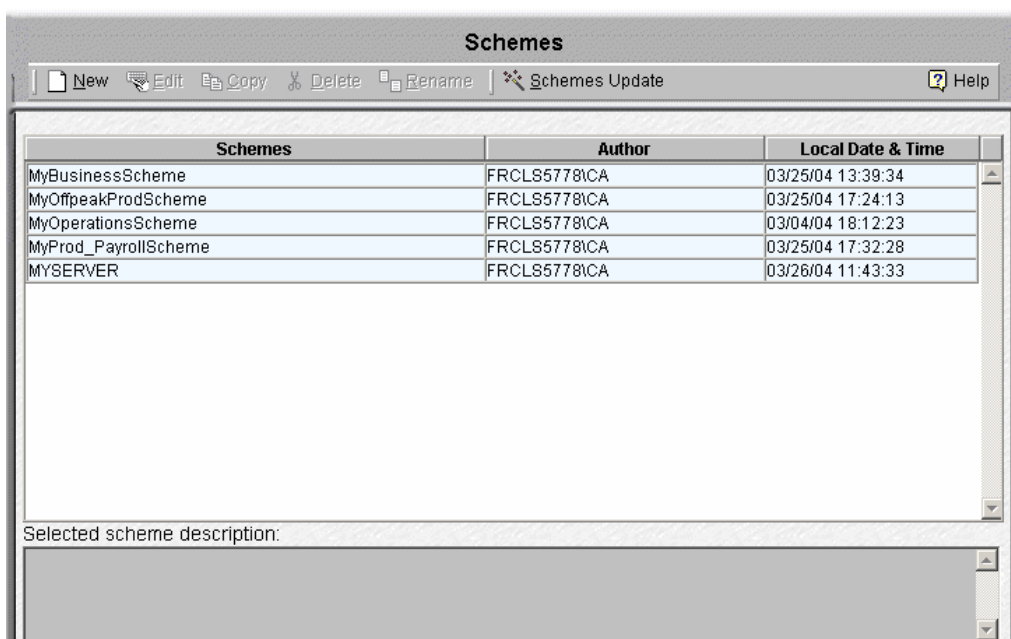 Schemes
New Edit Copy Delete Rename Schemes Update Help
Schemes Author Local Date & Time
MyBusinessScheme FRCLS5778\CA 03/25/04 13:39:34
MyOffpeakProdScheme FRCLS5778\CA 03/25/04 17:24:13
MyOperationsScheme FRCLS5778\CA 03/04/04 18:12:23
MyProd_PayrollScheme FRCLS5778\CA 03/25/04 17:32:28
MYSERVER FRCLS5778\CA 03/26/04 11:43:33
Selected scheme description: